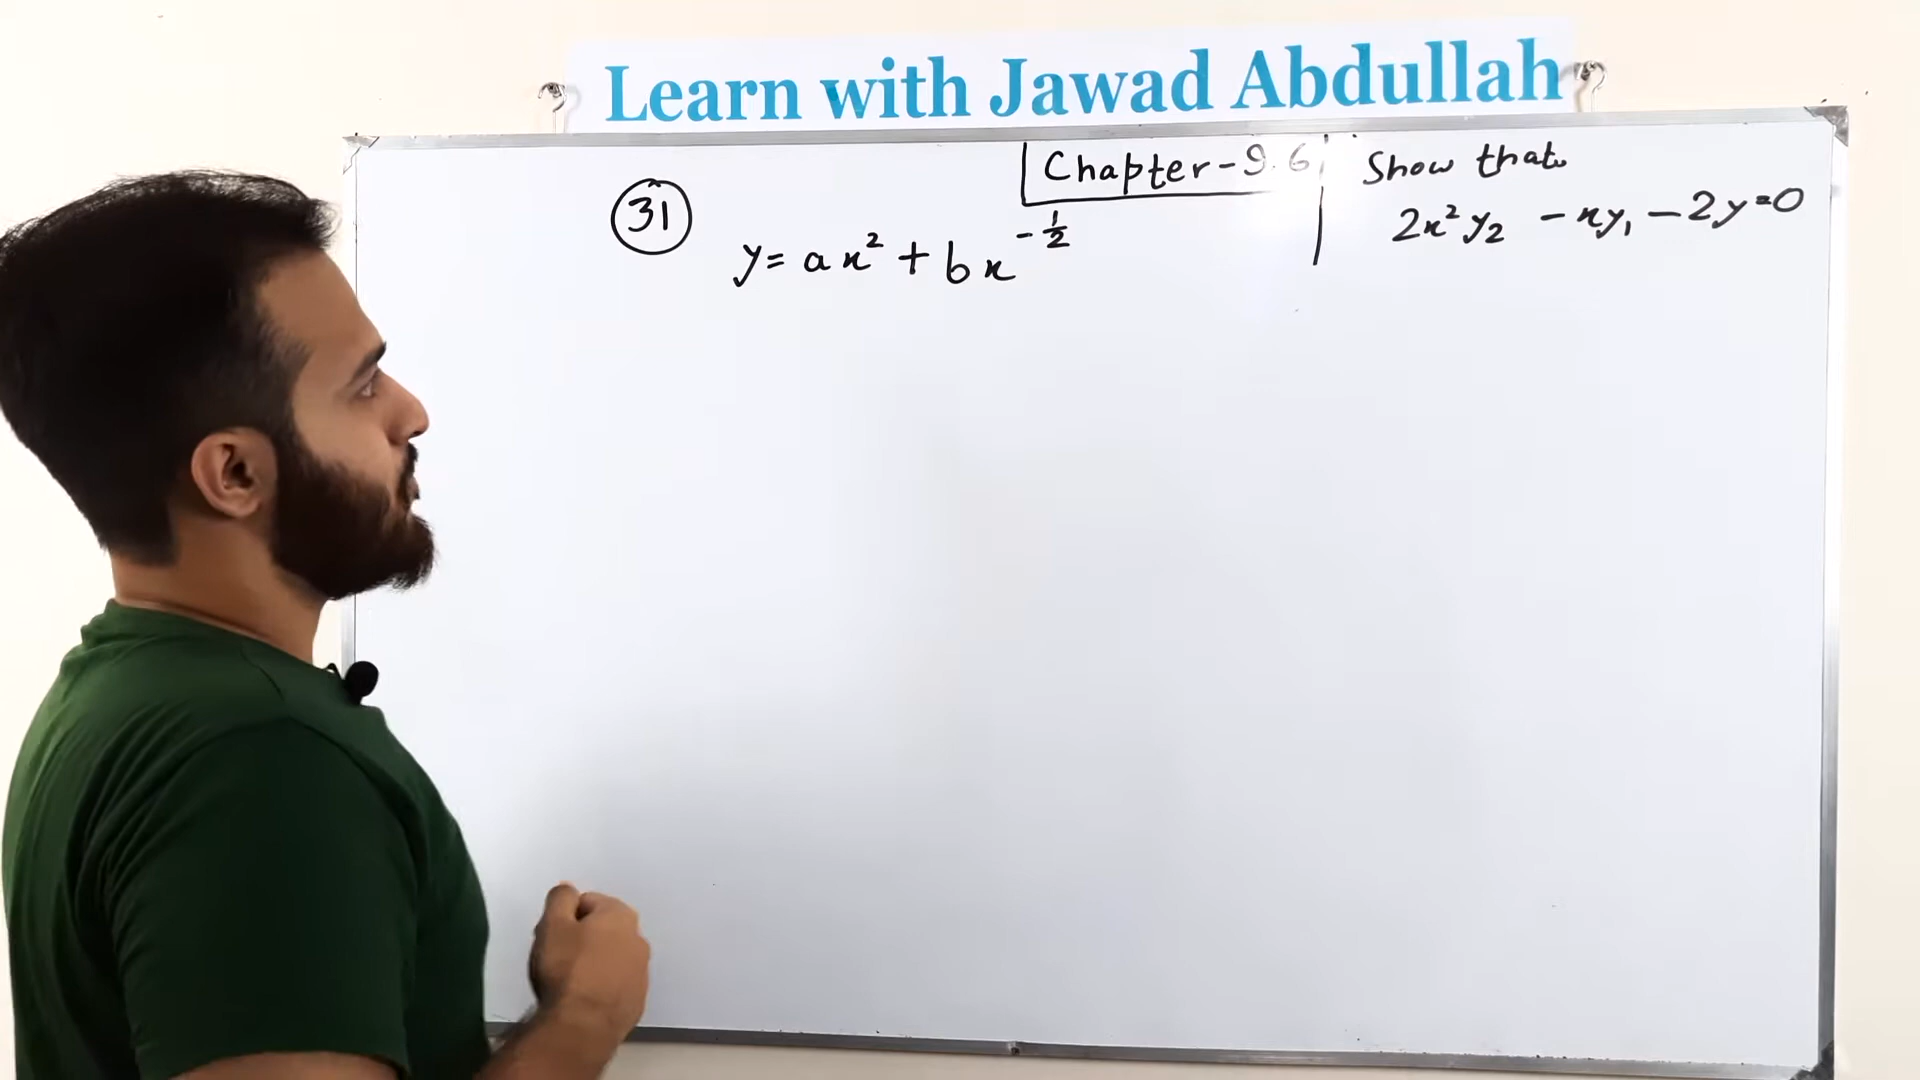 Learn with Jawad Abdullah
Chapter-9.6
Show that
31
y = ax² + bx^-1/2
2x²y₂ - xy₁ - 2y=0